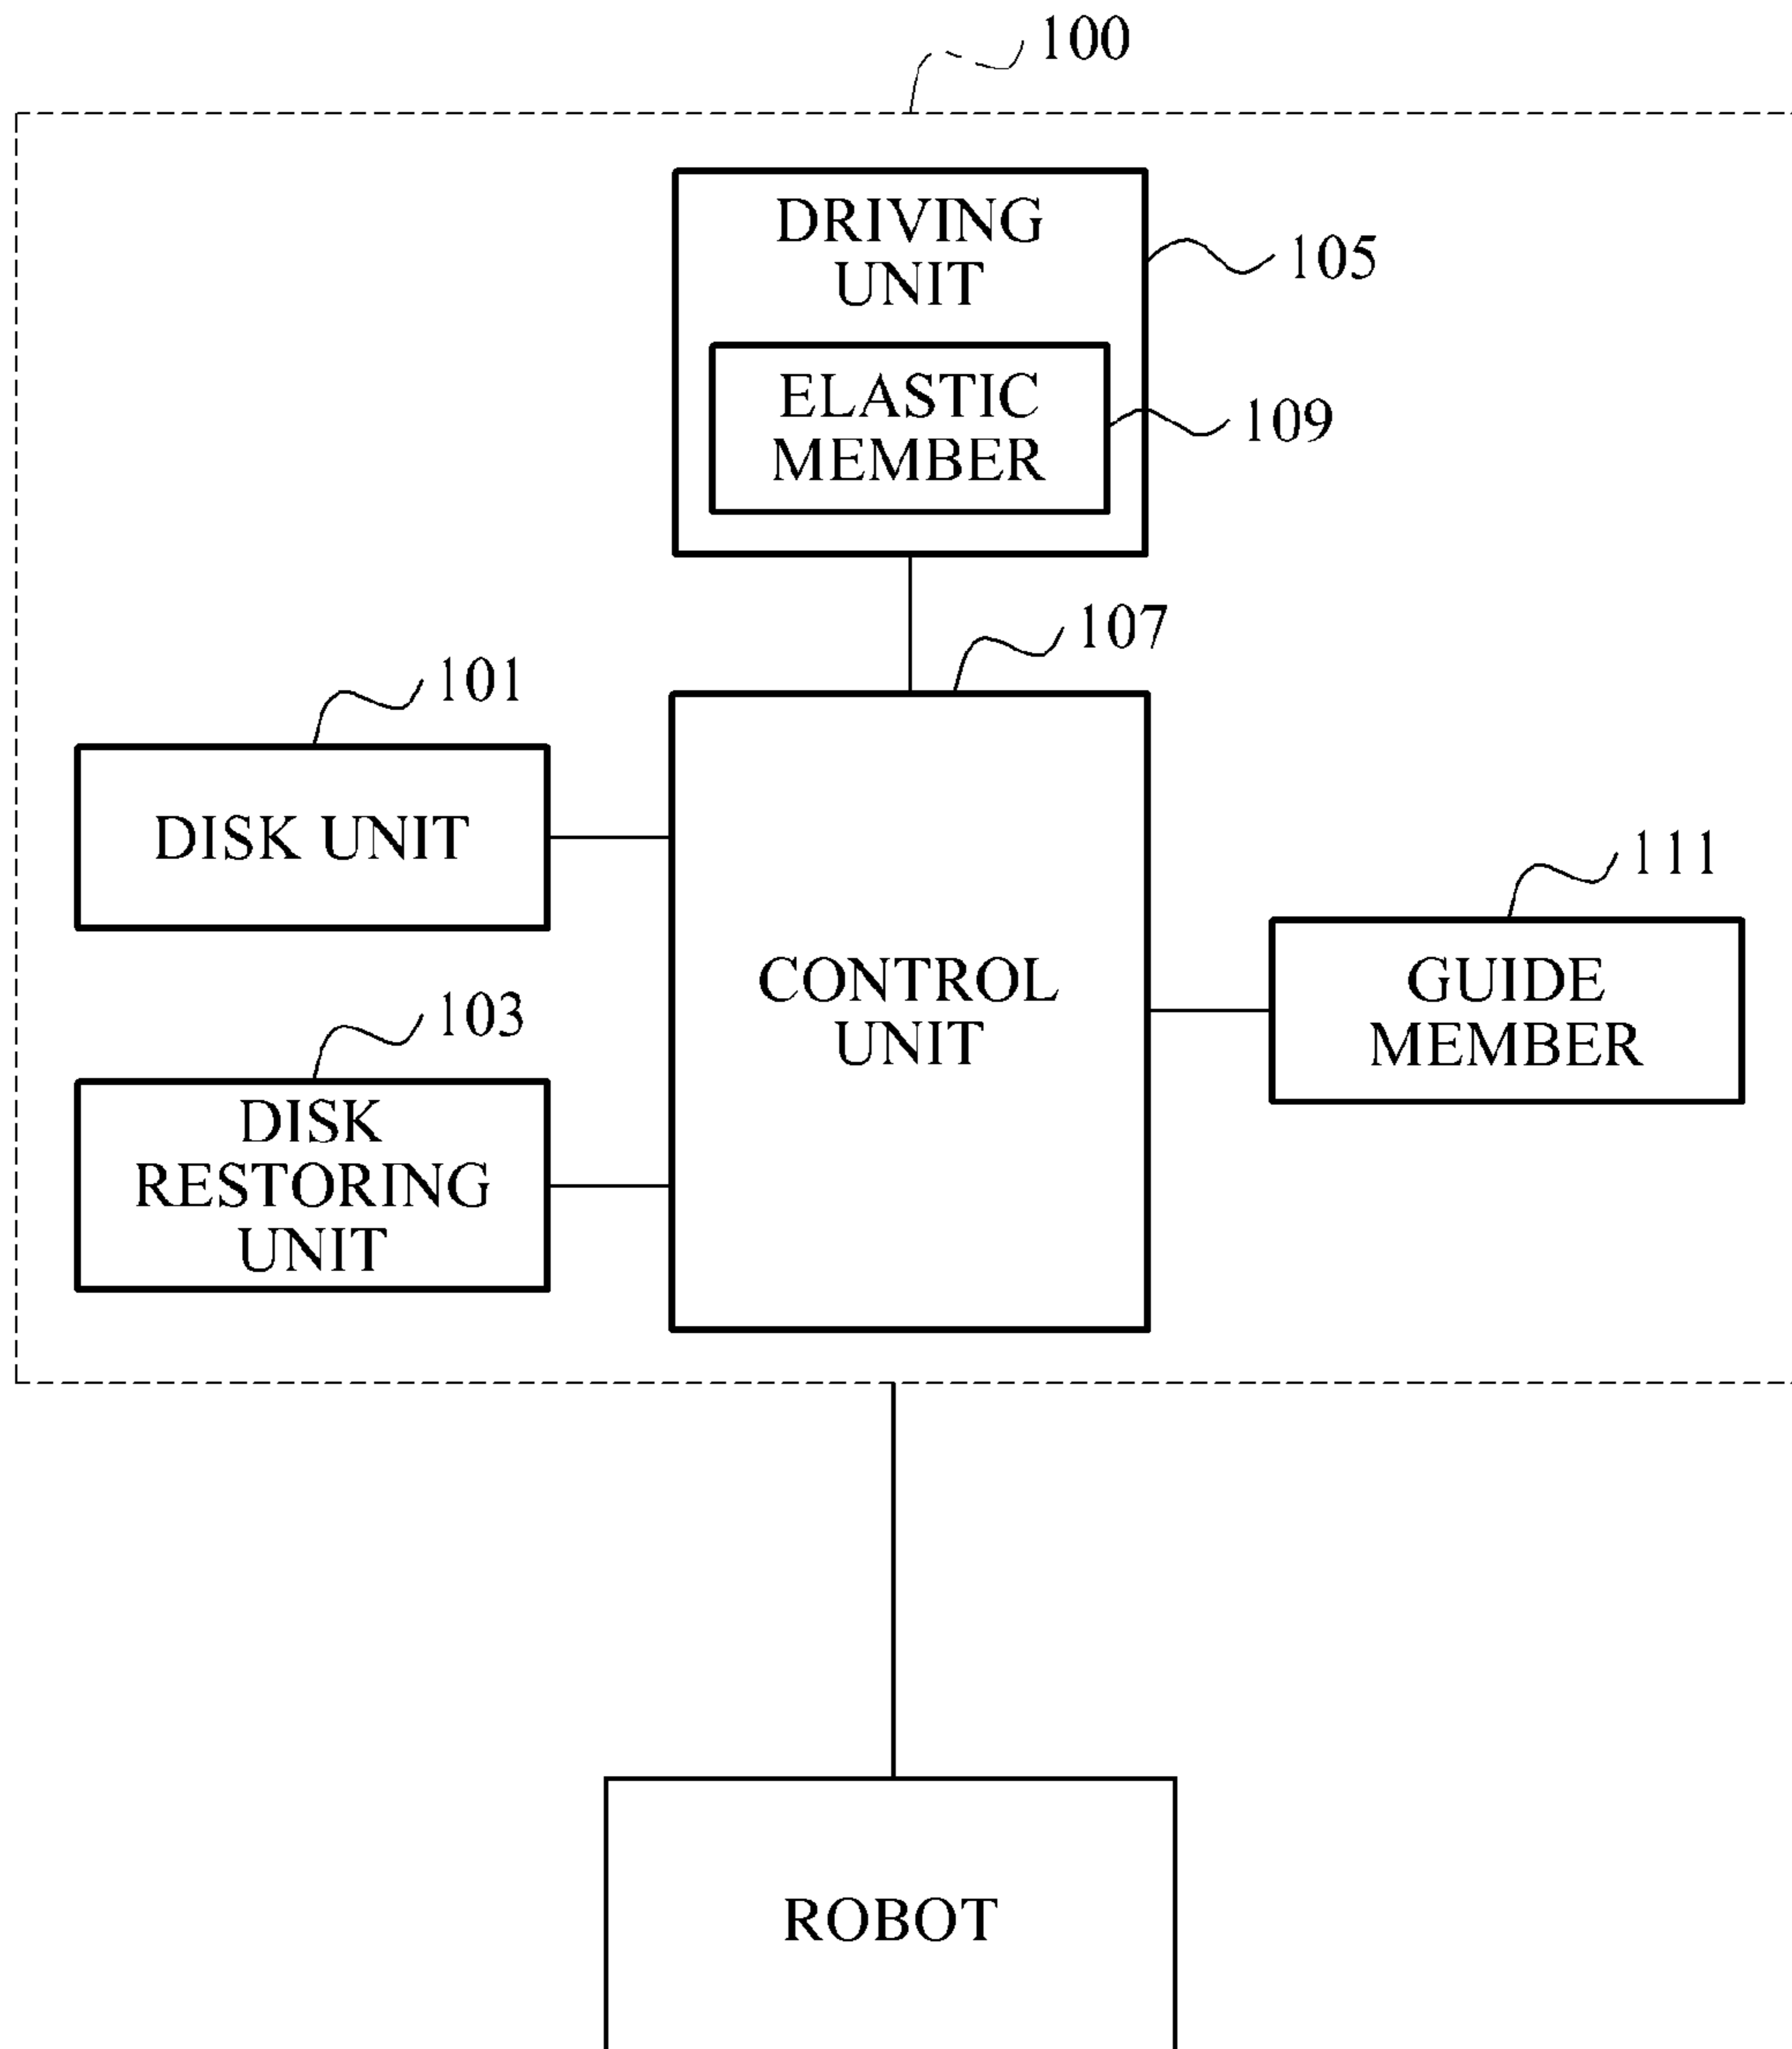 100
DRIVING
UNIT
105
ELASTIC
MEMBER
109
107
101
DISK UNIT
CONTROL
UNIT
111
GUIDE
MEMBER
103
DISK
RESTORING
UNIT
ROBOT